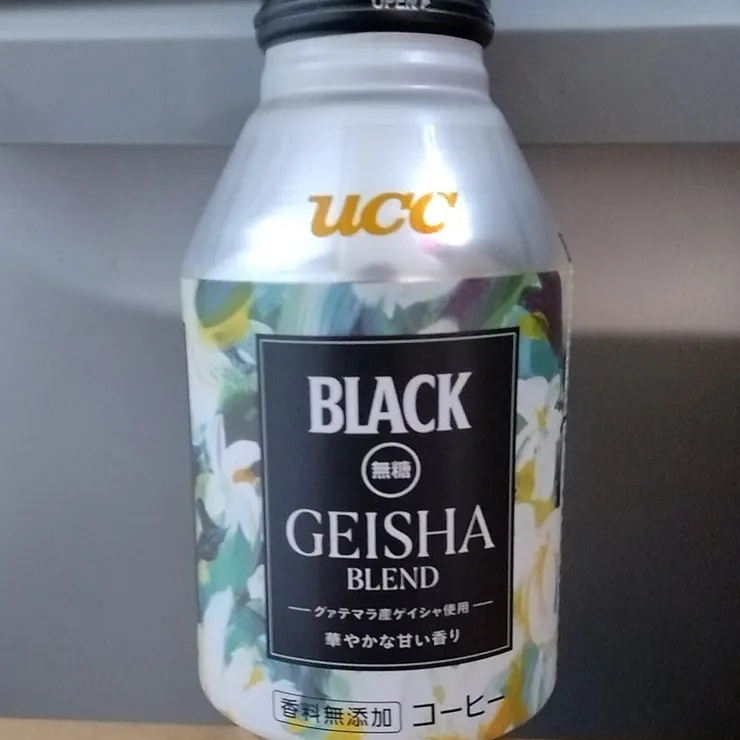 OPEN▶
UCC
BLACK
無糖
GEISHA
BLEND
グァテマラ産ゲイシャ使用
華やかな甘い香り
香料無添加 コーヒー